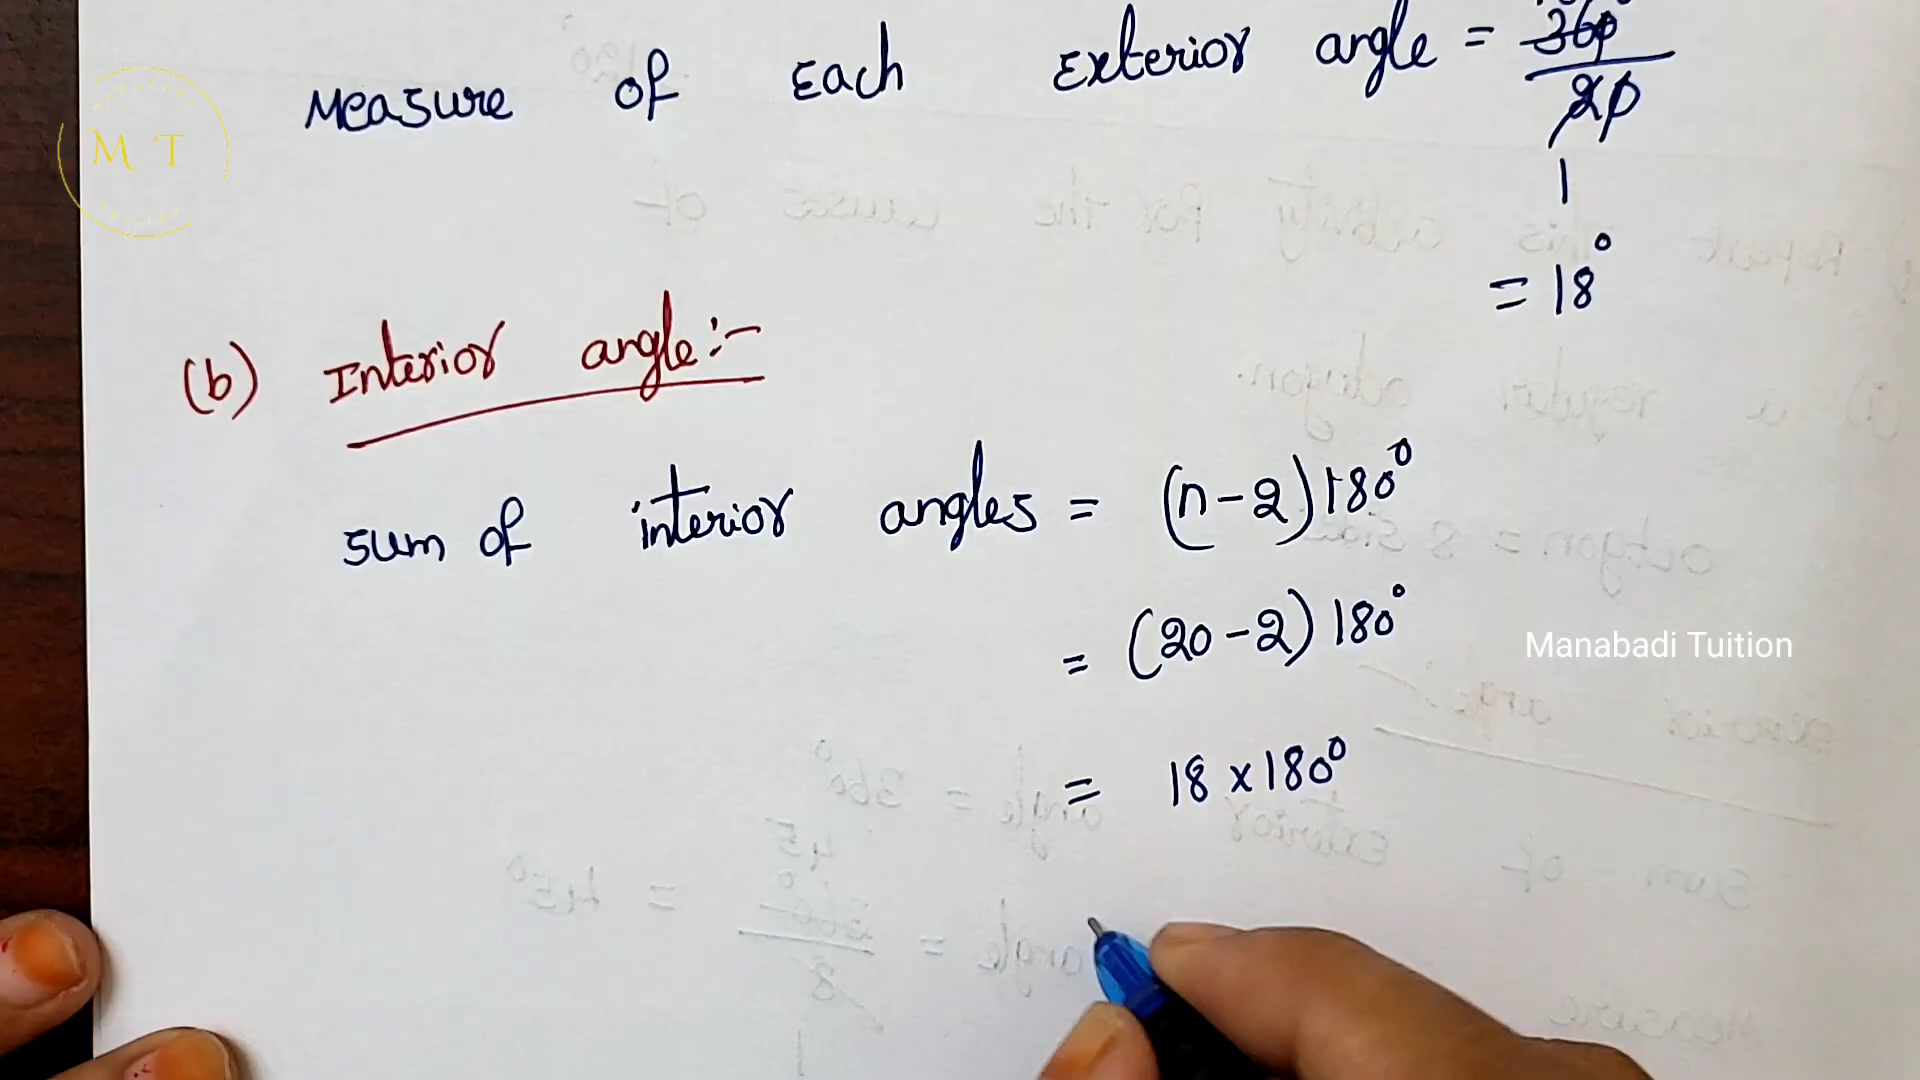 Measure of Each Exterior angle = 360°/20
1
= 18°
(b) Interior angle:-
sum of interior angles = (n-2)180°
= (20-2)180°
= 18×180°
M T
Manabadi Tuition